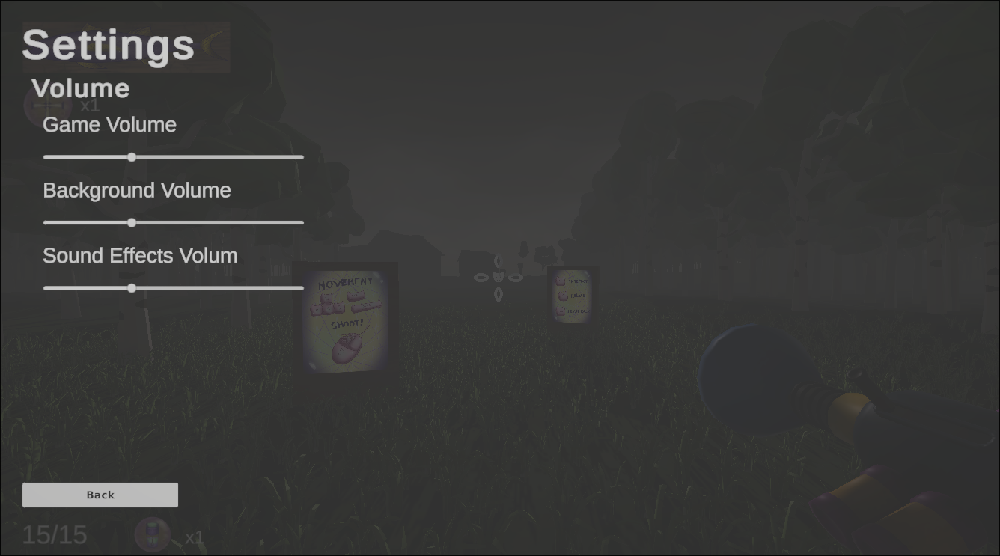 Settings
Volume
x1
Game Volume
Background Volume
Sound Effects Volum
MOVEMENT
SHOOT!
Back
15/15
x1